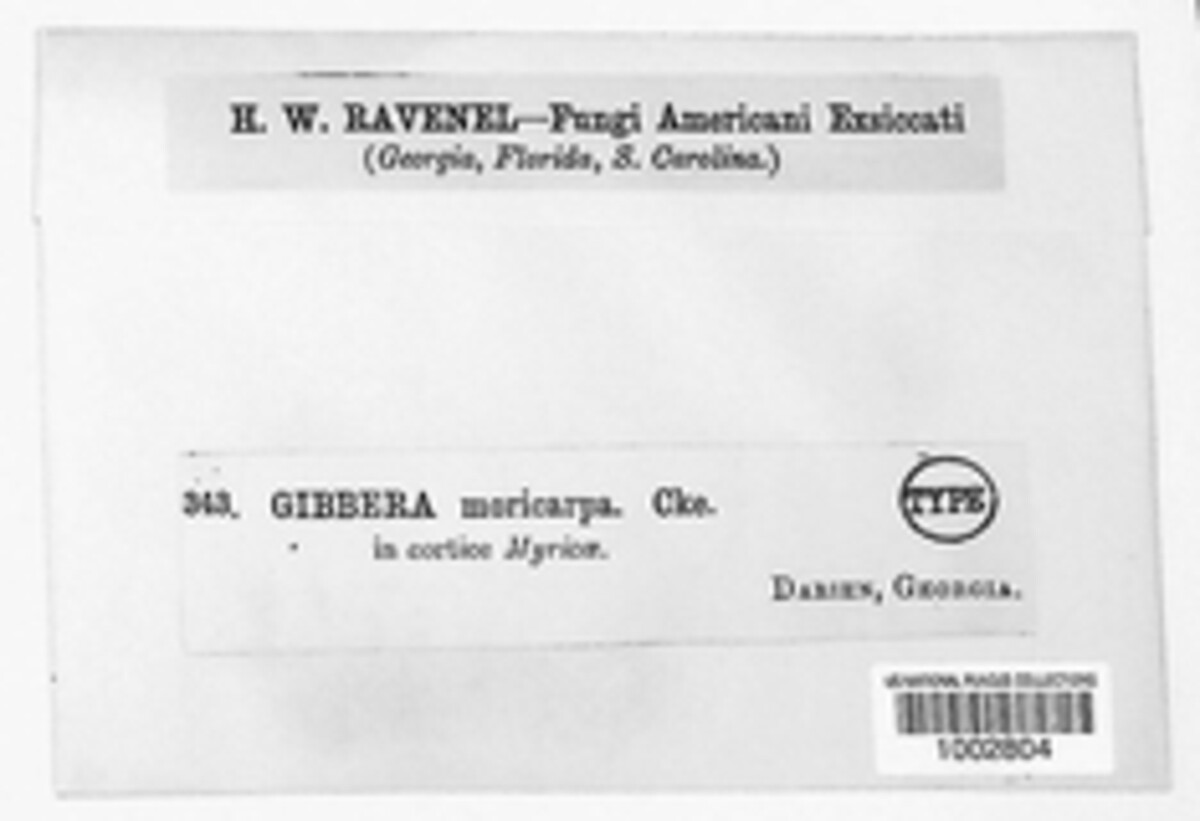 H. W. RAVENEL—Fungi Americani Exsiccati
(Georgia, Florida, S. Carolina.)
343. GIBBERA moricarpa. Cke.
TYPE
in cortice Myricæ.
DARIEN, GEORGIA.
US NATIONAL FUNGUS COLLECTIONS
1002804